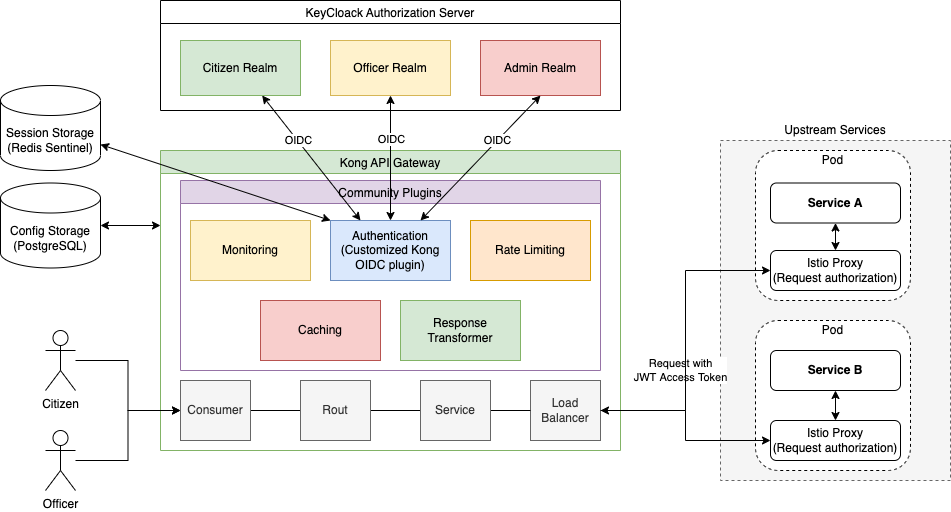 KeyCloack Authorization Server
Citizen Realm
Officer Realm
Admin Realm
OIDC
OIDC
OIDC
Session Storage
(Redis Sentinel)
Config Storage
(PostgreSQL)
Kong API Gateway
Community Plugins
Monitoring
Authentication
(Customized Kong
OIDC plugin)
Rate Limiting
Caching
Response
Transformer
Citizen
Officer
Consumer
Rout
Service
Load
Balancer
Request with
JWT Access Token
Upstream Services
Pod
Service A
Istio Proxy
(Request authorization)
Pod
Service B
Istio Proxy
(Request authorization)